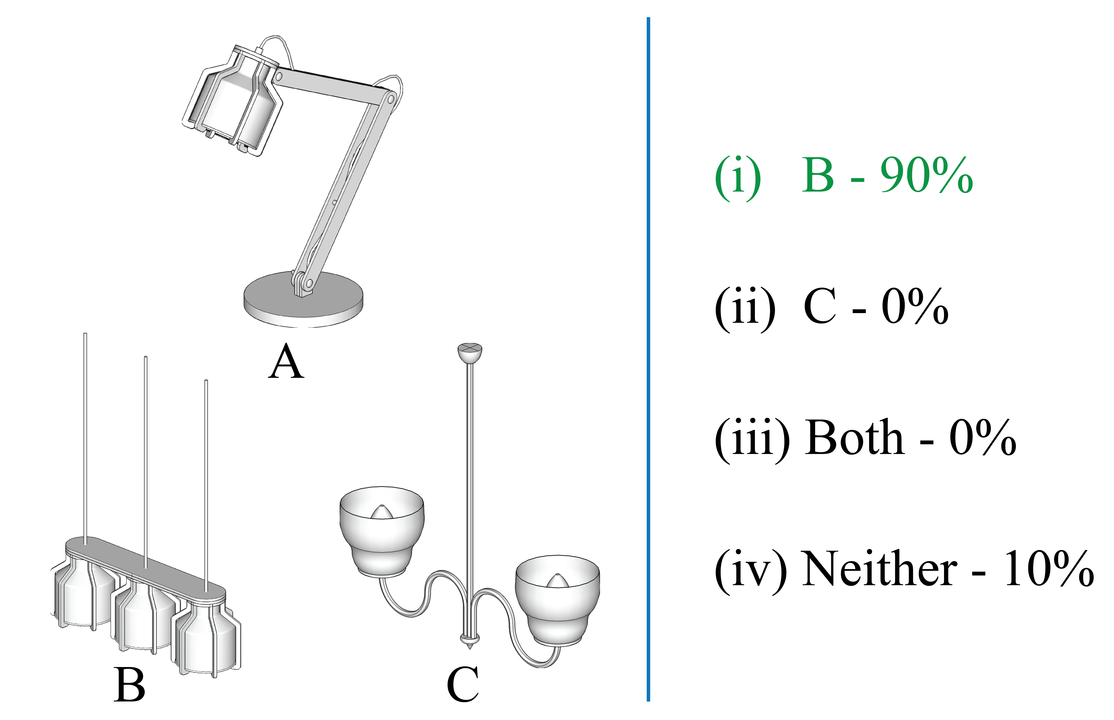 A
B
C
(i) B - 90%
(ii) C - 0%
(iii) Both - 0%
(iv) Neither - 10%